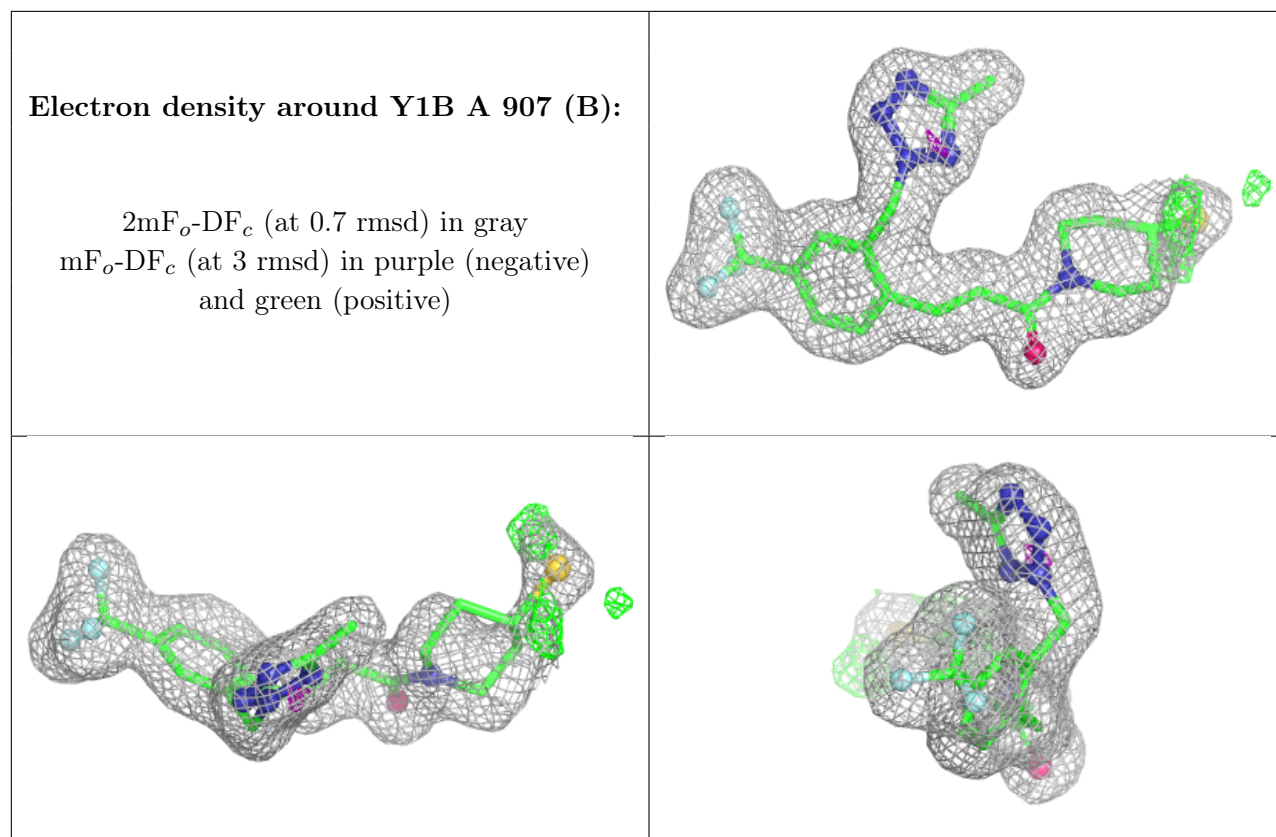 Electron density around Y1B A 907 (B):
2mFₒ-DF𝒸 (at 0.7 rmsd) in gray
mFₒ-DF𝒸 (at 3 rmsd) in purple (negative)
and green (positive)